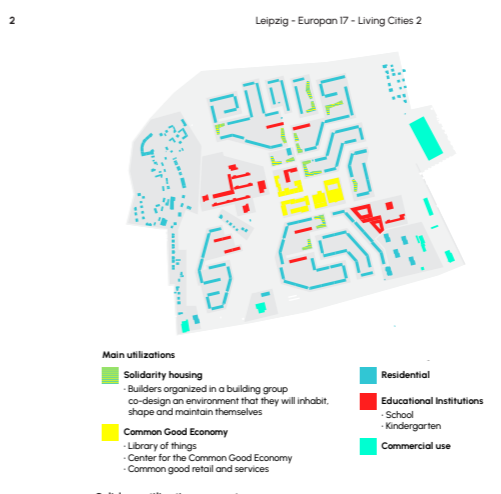 2
Leipzig - Europan 17 - Living Cities 2
Main utilizations
Solidarity housing
· Builders organized in a building group
co-design an environment that they will inhabit,
shape and maintain themselves
Common Good Economy
· Library of things
· Center for the Common Good Economy
· Common good retail and services
Residential
Educational Institutions
· School
· Kindergarten
Commercial use